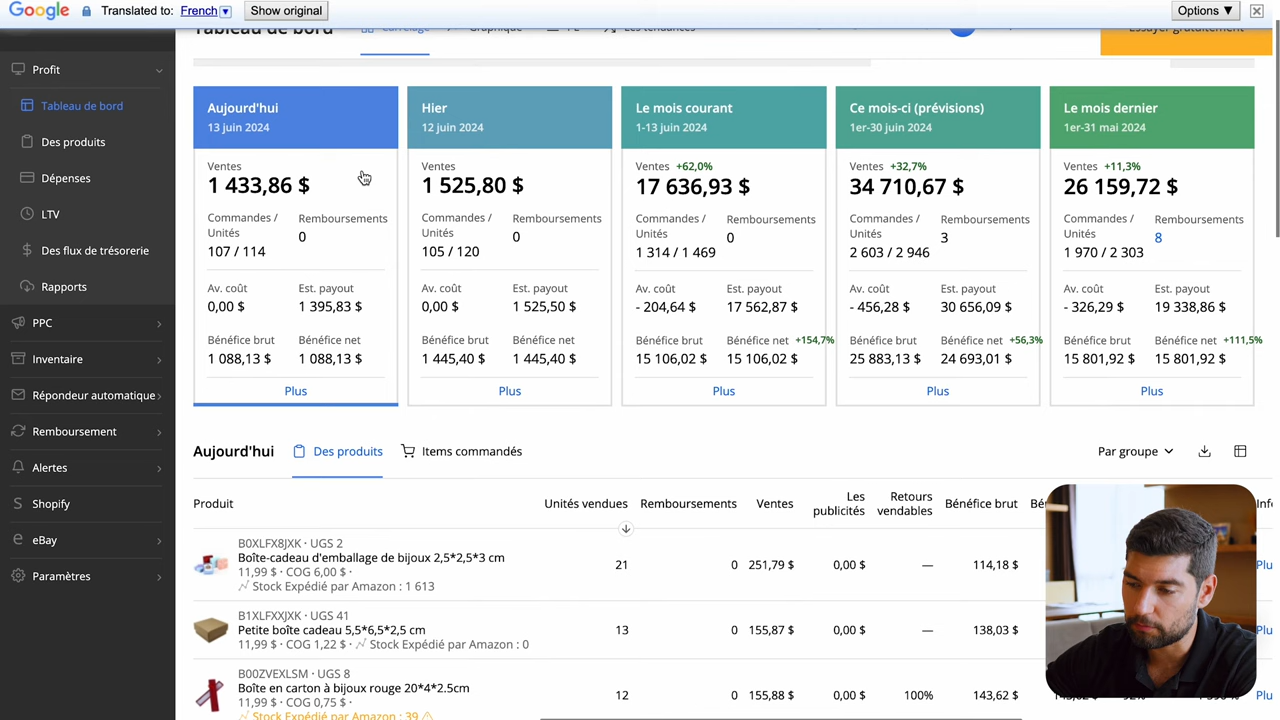 Google Translated to: French ▼ Show original Options ▼
Tableau de bord
Essayer gratuitement
Profit
Tableau de bord
Des produits
Dépenses
LTV
Des flux de trésorerie
Rapports
PPC
Inventaire
Répondeur automatique
Remboursement
Alertes
Shopify
eBay
Paramètres
Aujourd'hui
13 juin 2024
Ventes
1 433,86 $
Commandes / Remboursements
Unités 0
107 / 114
Av. coût Est. payout
0,00 $ 1 395,83 $
Bénéfice brut Bénéfice net
1 088,13 $ 1 088,13 $
Plus
Hier
12 juin 2024
Ventes
1 525,80 $
Commandes / Remboursements
Unités 0
105 / 120
Av. coût Est. payout
0,00 $ 1 525,50 $
Bénéfice brut Bénéfice net
1 445,40 $ 1 445,40 $
Plus
Le mois courant
1-13 juin 2024
Ventes +62,0%
17 636,93 $
Commandes / Remboursements
Unités 0
1 314 / 1 469
Av. coût Est. payout
- 204,64 $ 17 562,87 $
Bénéfice brut Bénéfice net +154,7%
15 106,02 $ 15 106,02 $
Plus
Ce mois-ci (prévisions)
1er-30 juin 2024
Ventes +32,7%
34 710,67 $
Commandes / Remboursements
Unités 3
2 603 / 2 946
Av. coût Est. payout
- 456,28 $ 30 656,09 $
Bénéfice brut Bénéfice net +56,3%
25 883,13 $ 24 693,01 $
Plus
Le mois dernier
1er-31 mai 2024
Ventes +11,3%
26 159,72 $
Commandes / Remboursements
Unités 8
1 970 / 2 303
Av. coût Est. payout
- 326,29 $ 19 338,86 $
Bénéfice brut Bénéfice net +111,5%
15 801,92 $ 15 801,92 $
Plus
Aujourd'hui Des produits Items commandés Par groupe
Produit Unités vendues Remboursements Ventes Les publicités Retours vendables Bénéfice brut
B0XLFX8JXK · UGS 2
Boîte-cadeau d'emballage de bijoux 2,5*2,5*3 cm 21 0 251,79 $ 0,00 $ — 114,18 $
11,99 $ · COG 6,00 $ ·
Stock Expédié par Amazon : 1 613
B1XLFXXJXK · UGS 41
Petite boîte cadeau 5,5*6,5*2,5 cm 13 0 155,87 $ 0,00 $ — 138,03 $
11,99 $ · COG 1,22 $ · Stock Expédié par Amazon : 0
B00ZVEXLSM · UGS 8
Boîte en carton à bijoux rouge 20*4*2.5cm 12 0 155,88 $ 0,00 $ 100% 143,62 $
11,99 $ · COG 0,75 $ ·
Stock Expédié par Amazon : 39